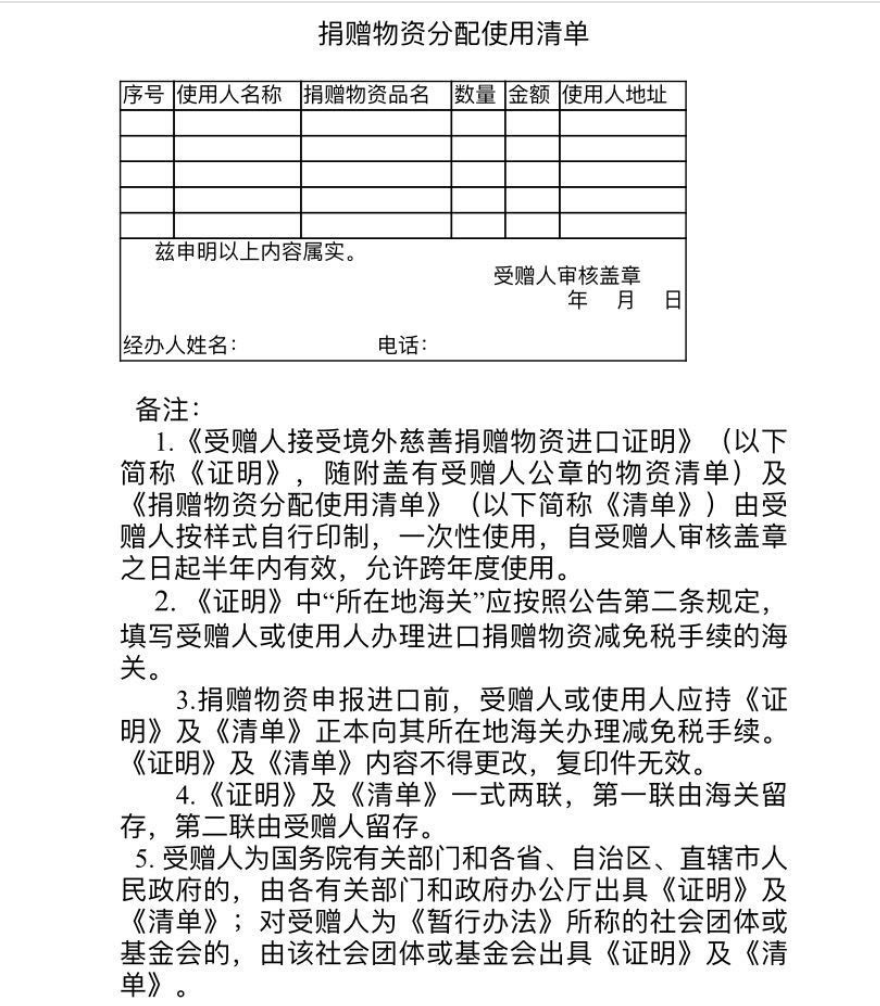 捐赠物资分配使用清单
序号 使用人名称 捐赠物资品名 数量 金额 使用人地址
兹申明以上内容属实。
受赠人审核盖章
年 月 日
经办人姓名： 电话：
备注：
1.《受赠人接受境外慈善捐赠物资进口证明》（以下
简称《证明》，随附盖有受赠人公章的物资清单）及
《捐赠物资分配使用清单》（以下简称《清单》）由受
赠人按样式自行印制，一次性使用，自受赠人审核盖章
之日起半年内有效，允许跨年度使用。
2. 《证明》中“所在地海关”应按照公告第二条规定，
填写受赠人或使用人办理进口捐赠物资减免税手续的海
关。
3.捐赠物资申报进口前，受赠人或使用人应持《证
明》及《清单》正本向其所在地海关办理减免税手续。
《证明》及《清单》内容不得更改，复印件无效。
4.《证明》及《清单》一式两联，第一联由海关留
存，第二联由受赠人留存。
5. 受赠人为国务院有关部门和各省、自治区、直辖市人
民政府的，由各有关部门和政府办公厅出具《证明》及
《清单》；对受赠人为《暂行办法》所称的社会团体或
基金会的，由该社会团体或基金会出具《证明》及《清
单》。